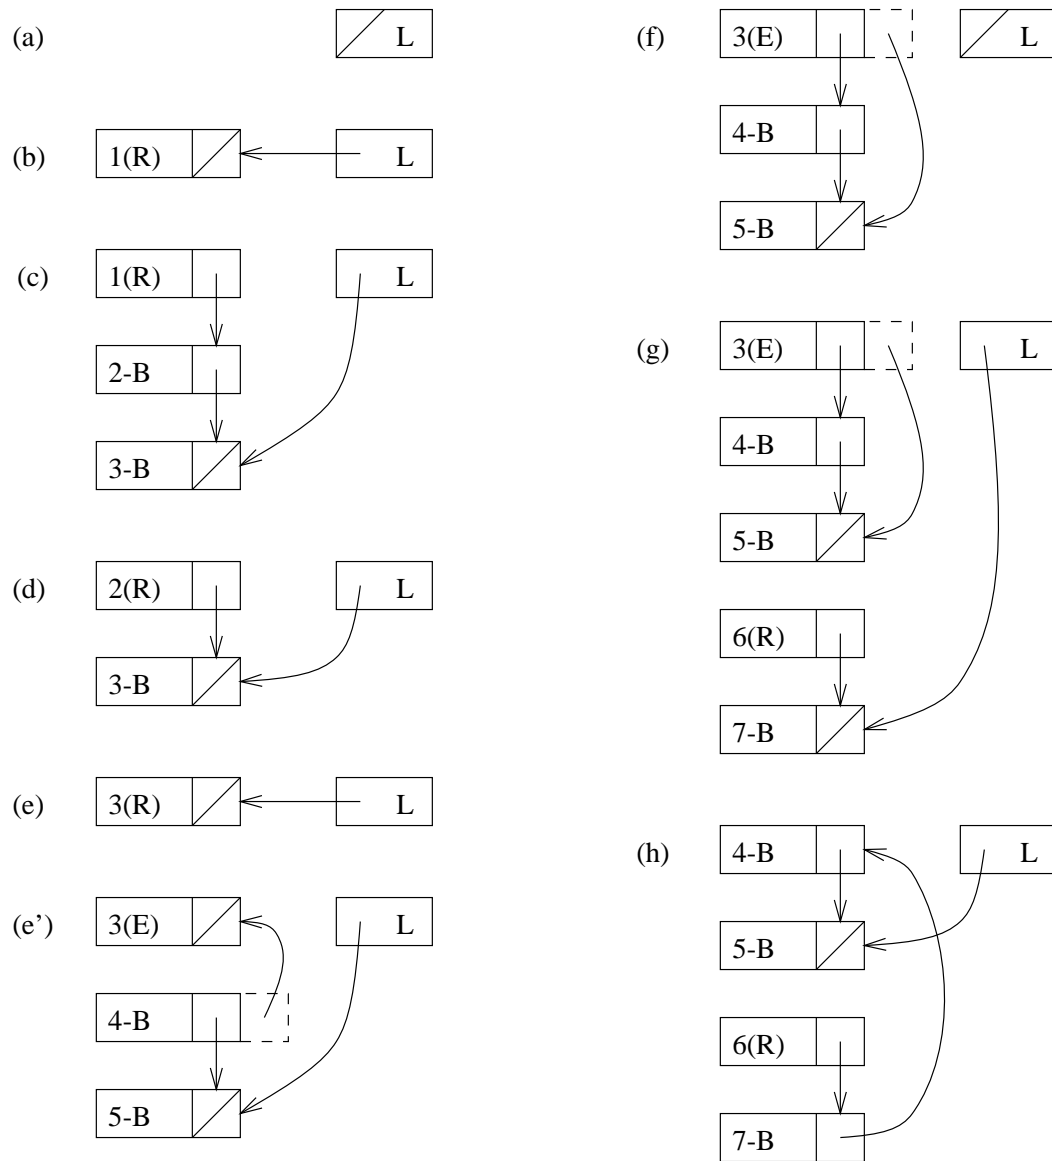 (a)
L
(b)
1(R)
L
(c)
1(R)
L
2-B
3-B
(d)
2(R)
L
3-B
(e)
3(R)
L
(e’)
3(E)
L
4-B
5-B
(f)
3(E)
L
4-B
5-B
(g)
3(E)
L
4-B
5-B
6(R)
7-B
(h)
4-B
L
5-B
6(R)
7-B